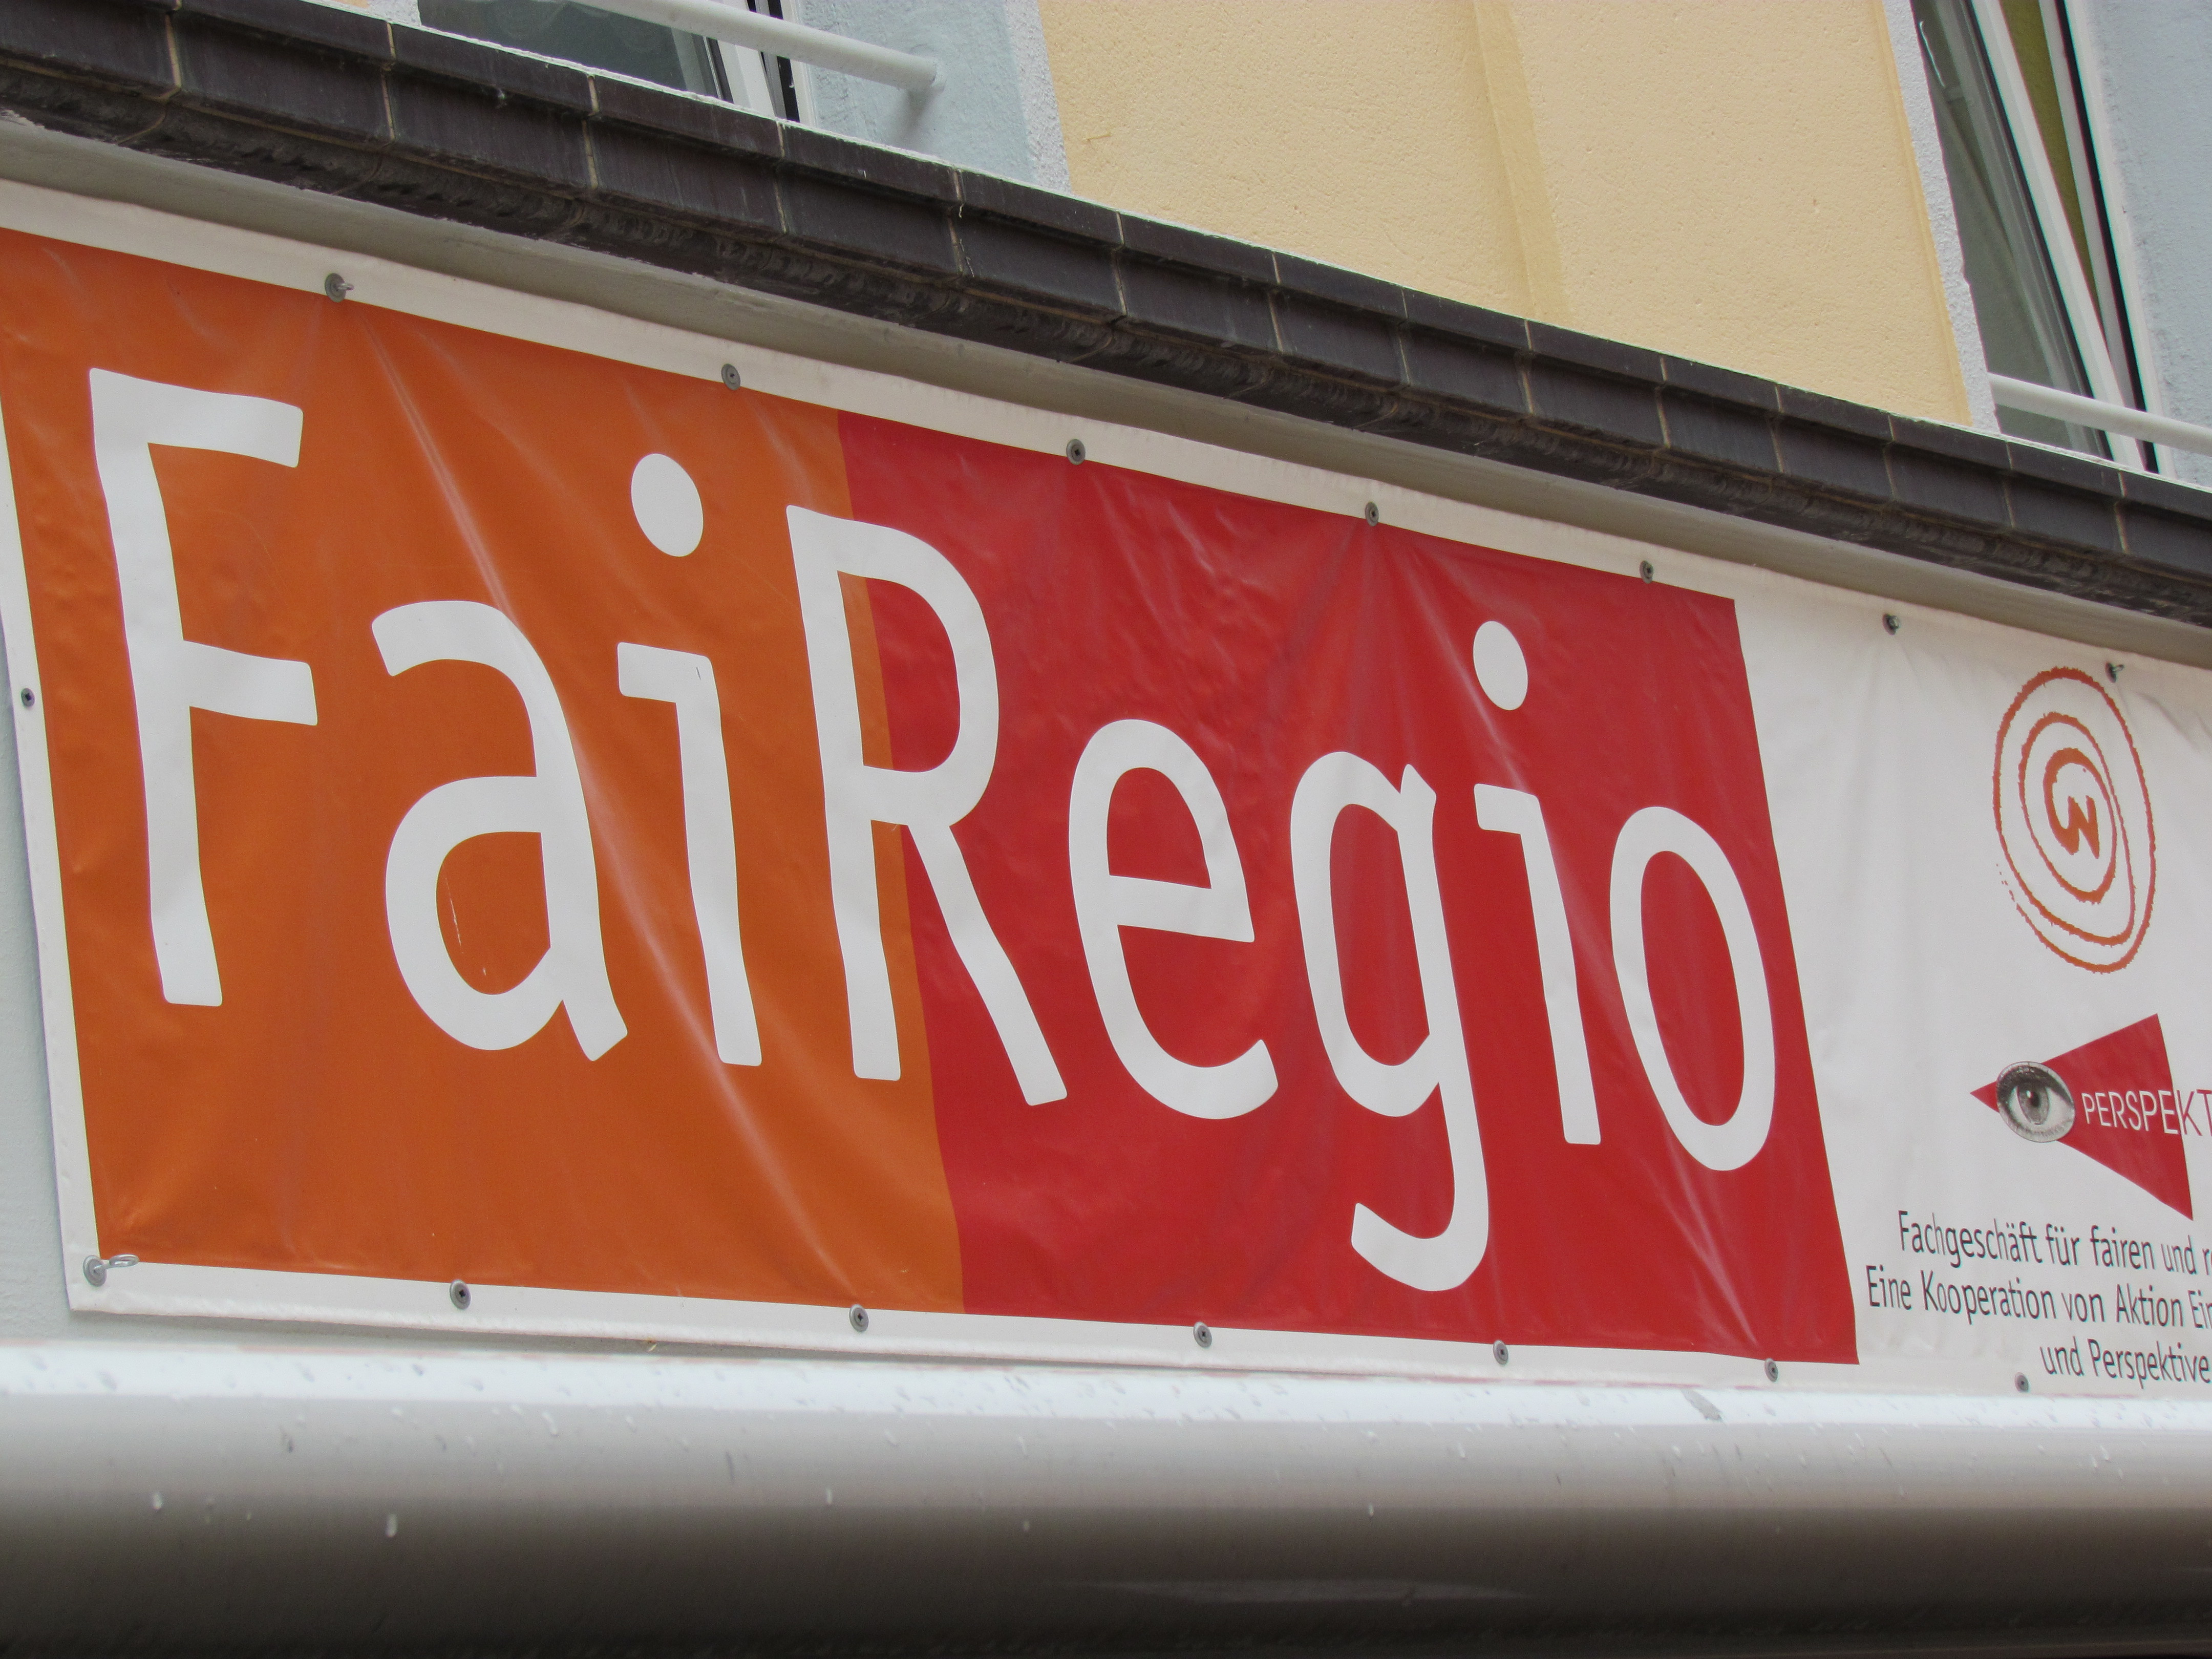 FaiRegio
PERSPEKT
Fachgeschäft für fairen und r
Eine Kooperation von Aktion Ein
und Perspektive